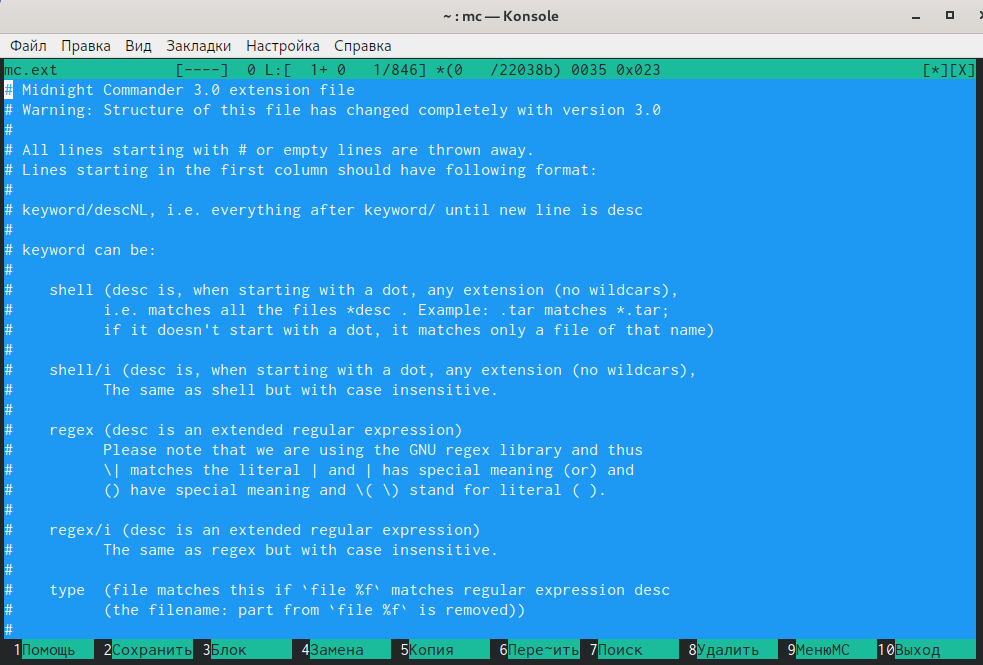 ~ : mc — Konsole
Файл Правка Вид Закладки Настройка Справка
mc.ext [----] 0 L:[ 1+ 0 1/846] *(0 /22038b) 0035 0x023 [*][X]
# Midnight Commander 3.0 extension file
# Warning: Structure of this file has changed completely with version 3.0
#
# All lines starting with # or empty lines are thrown away.
# Lines starting in the first column should have following format:
#
# keyword/descNL, i.e. everything after keyword/ until new line is desc
#
# keyword can be:
#
# shell (desc is, when starting with a dot, any extension (no wildcars),
# i.e. matches all the files *desc . Example: .tar matches *.tar;
# if it doesn't start with a dot, it matches only a file of that name)
#
# shell/i (desc is, when starting with a dot, any extension (no wildcars),
# The same as shell but with case insensitive.
#
# regex (desc is an extended regular expression)
# Please note that we are using the GNU regex library and thus
# \| matches the literal | and | has special meaning (or) and
# () have special meaning and \( \) stand for literal ( ).
#
# regex/i (desc is an extended regular expression)
# The same as regex but with case insensitive.
#
# type (file matches this if `file %f` matches regular expression desc
# (the filename: part from `file %f` is removed))
#
1Помощь 2Сохранить 3Блок 4Замена 5Копия 6Пере~ить 7Поиск 8Удалить 9МенюMC 10Выход